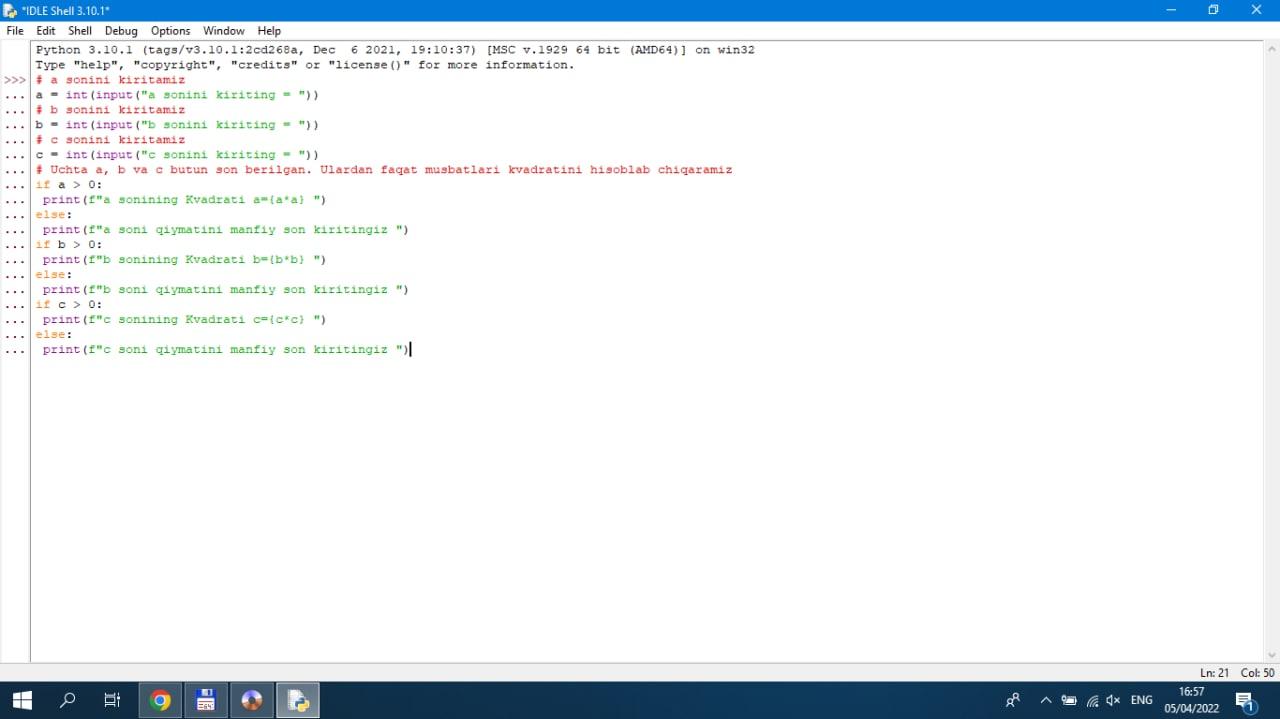 *IDLE Shell 3.10.1*
File Edit Shell Debug Options Window Help
Python 3.10.1 (tags/v3.10.1:2cd268a, Dec  6 2021, 19:10:37) [MSC v.1929 64 bit (AMD64)] on win32
Type "help", "copyright", "credits" or "license()" for more information.
>>> # a sonini kiritamiz
... a = int(input("a sonini kiriting = "))
... # b sonini kiritamiz
... b = int(input("b sonini kiriting = "))
... # c sonini kiritamiz
... c = int(input("c sonini kiriting = "))
... # Uchta a, b va c butun son berilgan. Ulardan faqat musbatlari kvadratini hisoblab chiqaramiz
... if a > 0:
...  print(f"a sonining Kvadrati a={a*a} ")
... else:
...  print(f"a soni qiymatini manfiy son kiritingiz ")
... if b > 0:
...  print(f"b sonining Kvadrati b={b*b} ")
... else:
...  print(f"b soni qiymatini manfiy son kiritingiz ")
... if c > 0:
...  print(f"c sonining Kvadrati c={c*c} ")
... else:
...  print(f"c soni qiymatini manfiy son kiritingiz ")
Ln: 21 Col: 50
ENG
16:57
05/04/2022
1